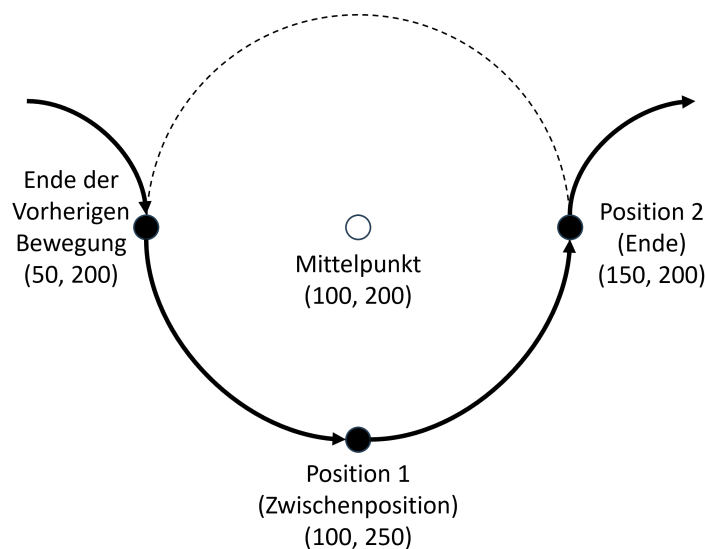 Ende der
Vorherigen
Bewegung
(50, 200)
Mittelpunkt
(100, 200)
Position 2
(Ende)
(150, 200)
Position 1
(Zwischenposition)
(100, 250)